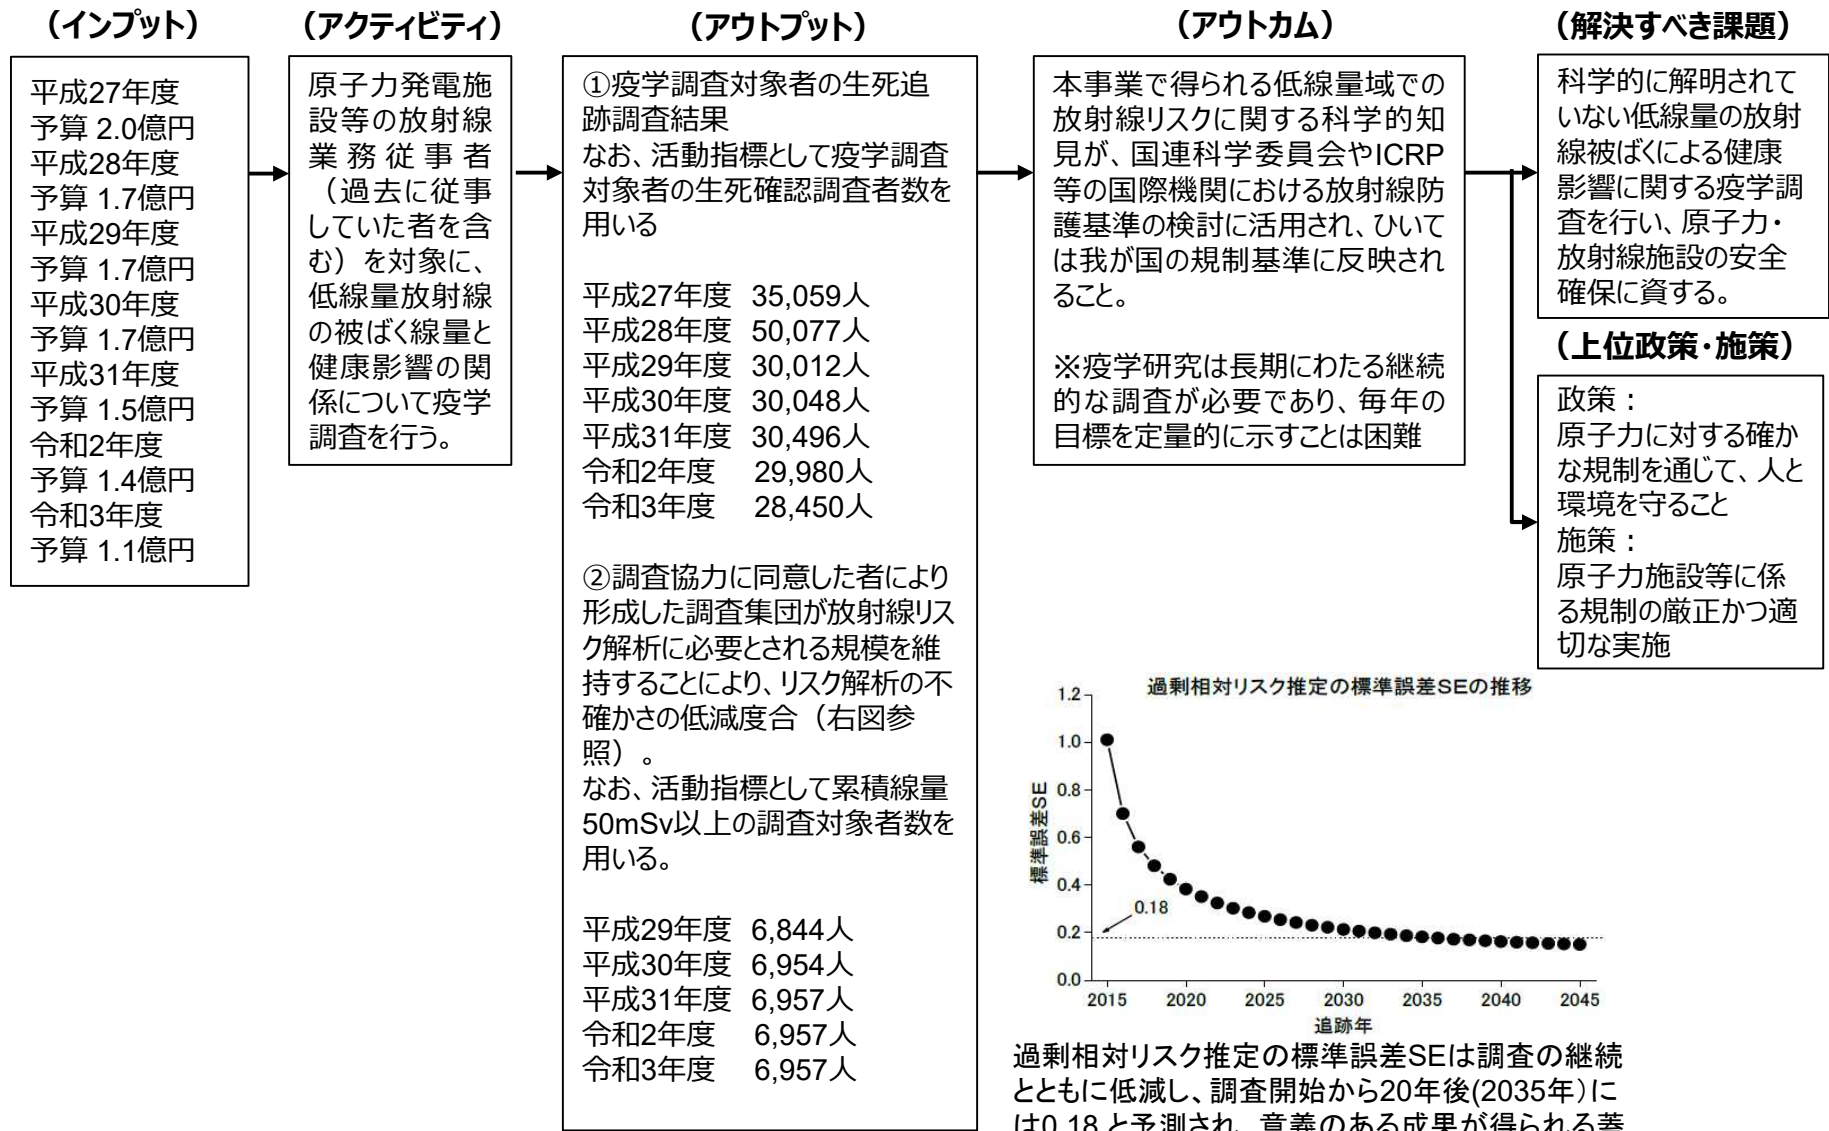 （インプット）
平成27年度
予算 2.0億円
平成28年度
予算 1.7億円
平成29年度
予算 1.7億円
平成30年度
予算 1.7億円
平成31年度
予算 1.5億円
令和2年度
予算 1.4億円
令和3年度
予算 1.1億円
（アクティビティ）
原子力発電施
設等の放射線
業務従事者
（過去に従事
していた者を含
む）を対象に、
低線量放射線
の被ばく線量と
健康影響の関
係について疫学
調査を行う。
（アウトプット）
①疫学調査対象者の生死追
跡調査結果
なお、活動指標として疫学調査
対象者の生死確認調査者数を
用いる
平成27年度 35,059人
平成28年度 50,077人
平成29年度 30,012人
平成30年度 30,048人
平成31年度 30,496人
令和2年度 29,980人
令和3年度 28,450人
②調査協力に同意した者により
形成した調査集団が放射線リス
ク解析に必要とされる規模を維
持することにより、リスク解析の不
確かさの低減度合（右図参
照）。
なお、活動指標として累積線量
50mSv以上の調査対象者数を
用いる。
平成29年度 6,844人
平成30年度 6,954人
平成31年度 6,957人
令和2年度 6,957人
令和3年度 6,957人
（アウトカム）
本事業で得られる低線量域での
放射線リスクに関する科学的知
見が、国連科学委員会やICRP
等の国際機関における放射線防
護基準の検討に活用され、ひいて
は我が国の規制基準に反映され
ること。
※疫学研究は長期にわたる継続
的な調査が必要であり、毎年の
目標を定量的に示すことは困難
（解決すべき課題）
科学的に解明されて
いない低線量の放射
線被ばくによる健康
影響に関する疫学調
査を行い、原子力・
放射線施設の安全
確保に資する。
（上位政策・施策）
政策：
原子力に対する確か
な規制を通じて、人と
環境を守ること
施策：
原子力施設等に係
る規制の厳正かつ適
切な実施
過剰相対リスク推定の標準誤差SEの推移
標準誤差SE
1.2
1.0
0.8
0.6
0.4
0.2
0.0
0.18
2015 2020 2025 2030 2035 2040 2045
追跡年
過剰相対リスク推定の標準誤差SEは調査の継続
とともに低減し、調査開始から20年後(2035年）に
は0.18 と予測され、意義のある成果が得られる蓋